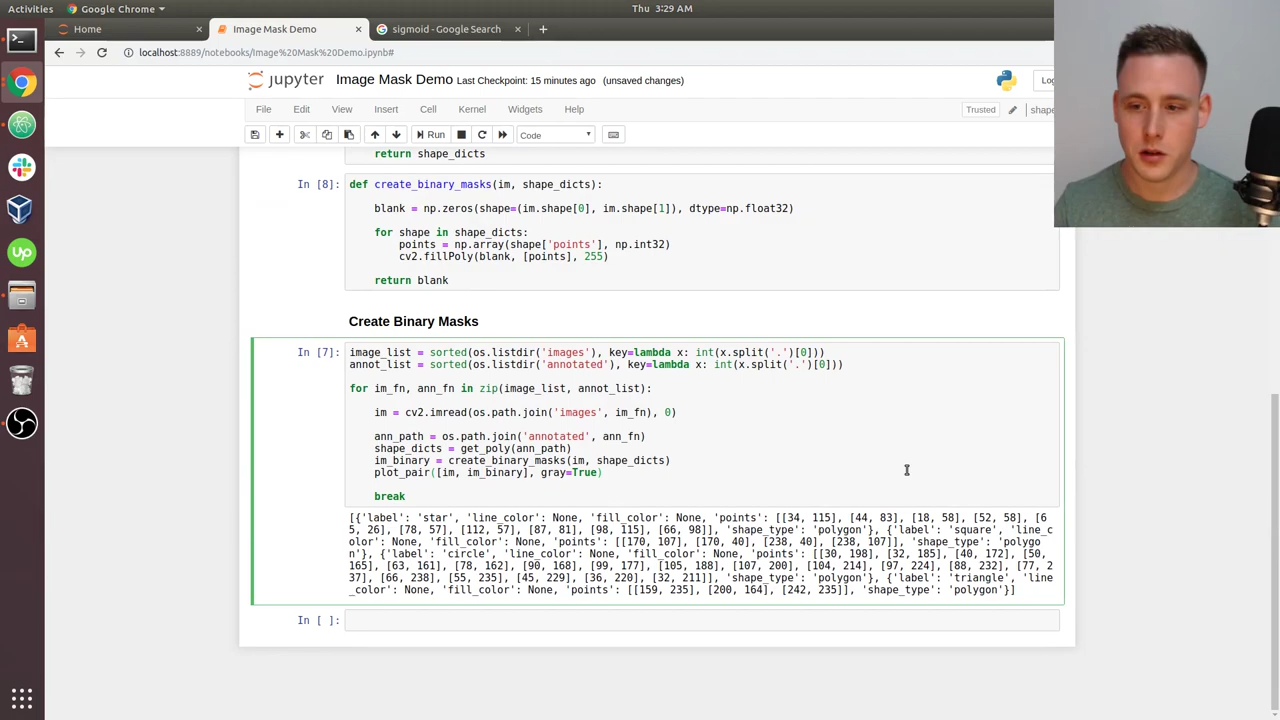 Activities
Google Chrome
Thu 3:29 AM
Home
Image Mask Demo
sigmoid - Google Search
localhost:8889/notebooks/Image%20Mask%20Demo.ipynb#
jupyter
Image Mask Demo Last Checkpoint: 15 minutes ago (unsaved changes)
File Edit View Insert Cell Kernel Widgets Help
Trusted
Run
Code
return shape_dicts
In [8]:
def create_binary_masks(im, shape_dicts):
blank = np.zeros(shape=(im.shape[0], im.shape[1]), dtype=np.float32)
for shape in shape_dicts:
points = np.array(shape['points'], np.int32)
cv2.fillPoly(blank, [points], 255)
return blank
Create Binary Masks
In [7]:
image_list = sorted(os.listdir('images'), key=lambda x: int(x.split('.')[0]))
annot_list = sorted(os.listdir('annotated'), key=lambda x: int(x.split('.')[0]))
for im_fn, ann_fn in zip(image_list, annot_list):
im = cv2.imread(os.path.join('images', im_fn), 0)
ann_path = os.path.join('annotated', ann_fn)
shape_dicts = get_poly(ann_path)
im_binary = create_binary_masks(im, shape_dicts)
plot_pair([im, im_binary], gray=True)
break
[{'label': 'star', 'line_color': None, 'fill_color': None, 'points': [[34, 115], [44, 83], [18, 58], [52, 58], [6
5, 26], [78, 57], [112, 57], [87, 81], [98, 115], [66, 98]], 'shape_type': 'polygon'}, {'label': 'square', 'line_c
olor': None, 'fill_color': None, 'points': [[170, 107], [170, 40], [238, 40], [238, 107]], 'shape_type': 'polygo
n'}, {'label': 'circle', 'line_color': None, 'fill_color': None, 'points': [[30, 198], [32, 185], [40, 172], [50,
165], [63, 161], [78, 162], [90, 168], [99, 177], [105, 188], [107, 200], [104, 214], [97, 224], [88, 232], [77, 2
37], [66, 238], [55, 235], [45, 229], [36, 220], [32, 211]], 'shape_type': 'polygon'}, {'label': 'triangle', 'line
_color': None, 'fill_color': None, 'points': [[159, 235], [200, 164], [242, 235]], 'shape_type': 'polygon'}]
In [ ]:
Up